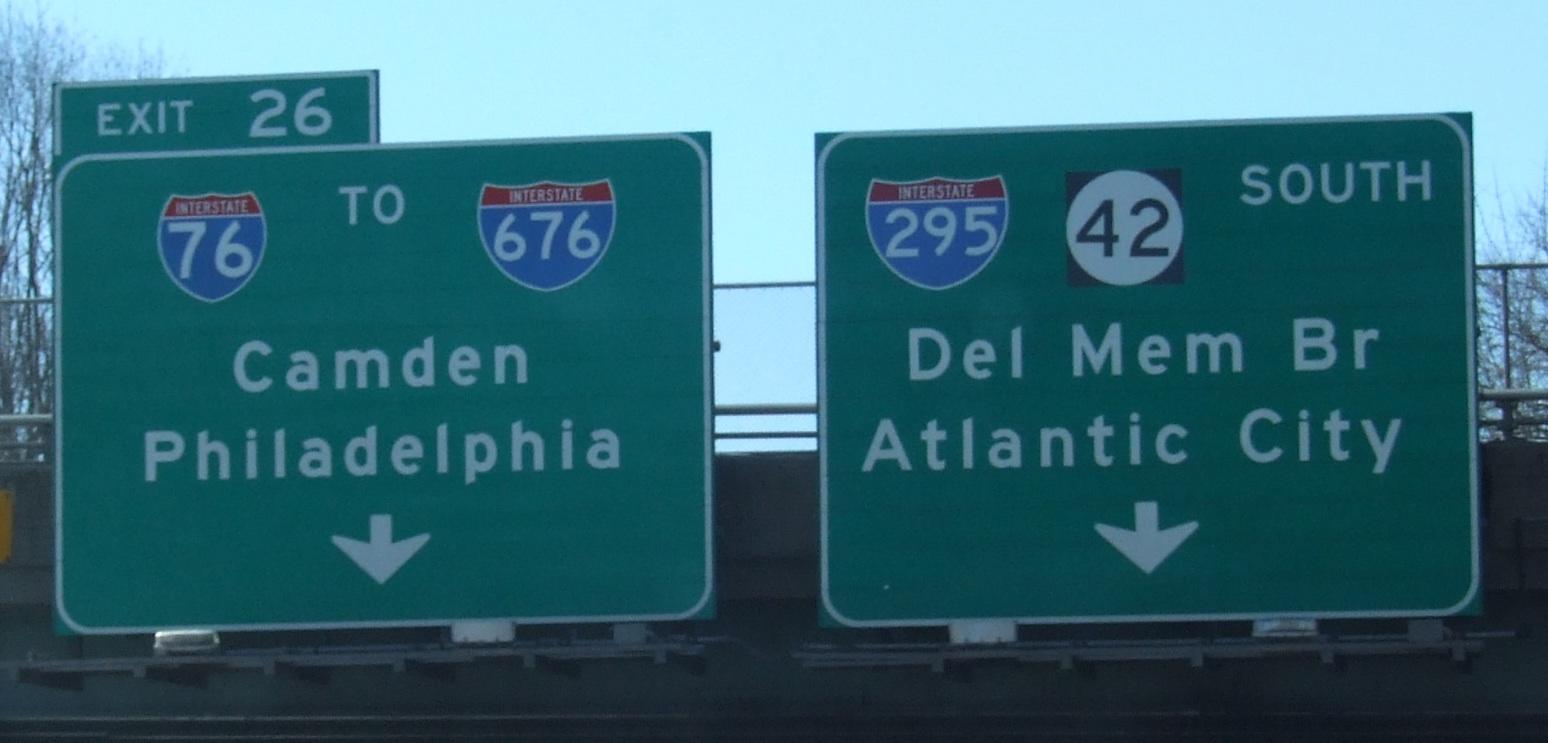 EXIT 26
INTERSTATE 76 TO INTERSTATE 676
Camden
Philadelphia
INTERSTATE 295 42 SOUTH
Del Mem Br
Atlantic City